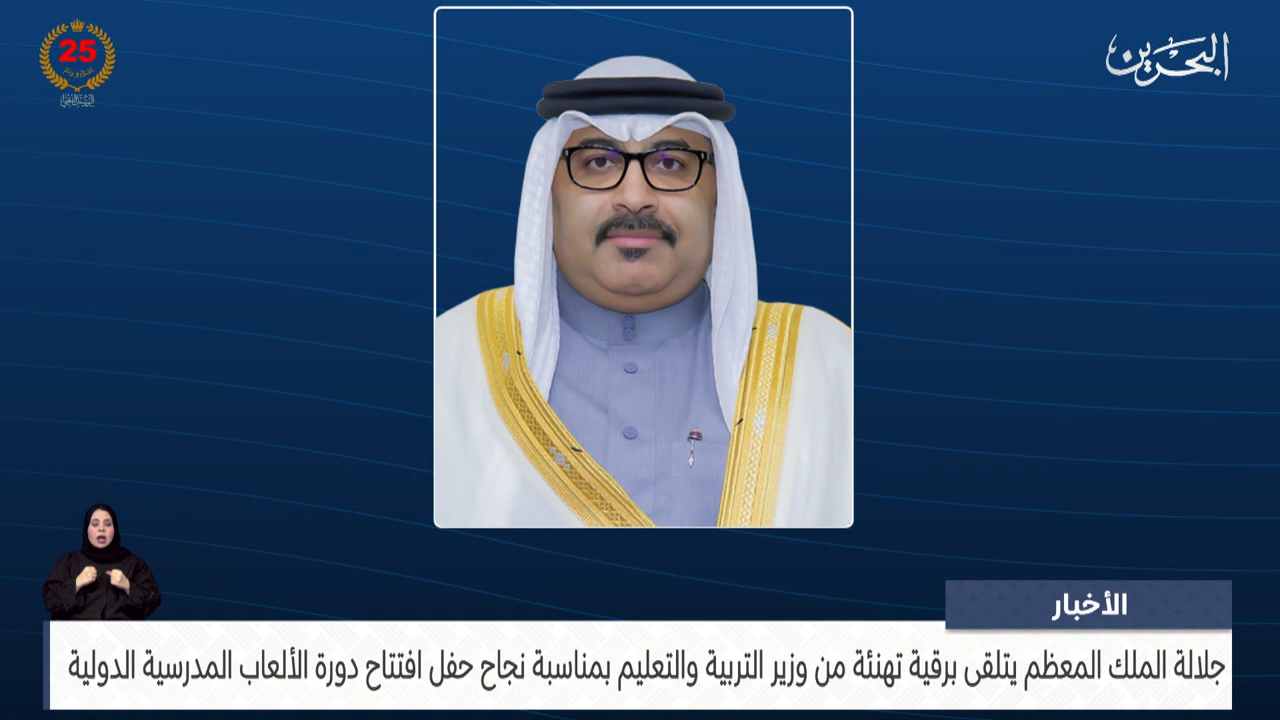 البحرين
25
الأخبار
جلالة الملك المعظم يتلقى برقية تهنئة من وزير التربية والتعليم بمناسبة نجاح حفل افتتاح دورة الألعاب المدرسية الدولية